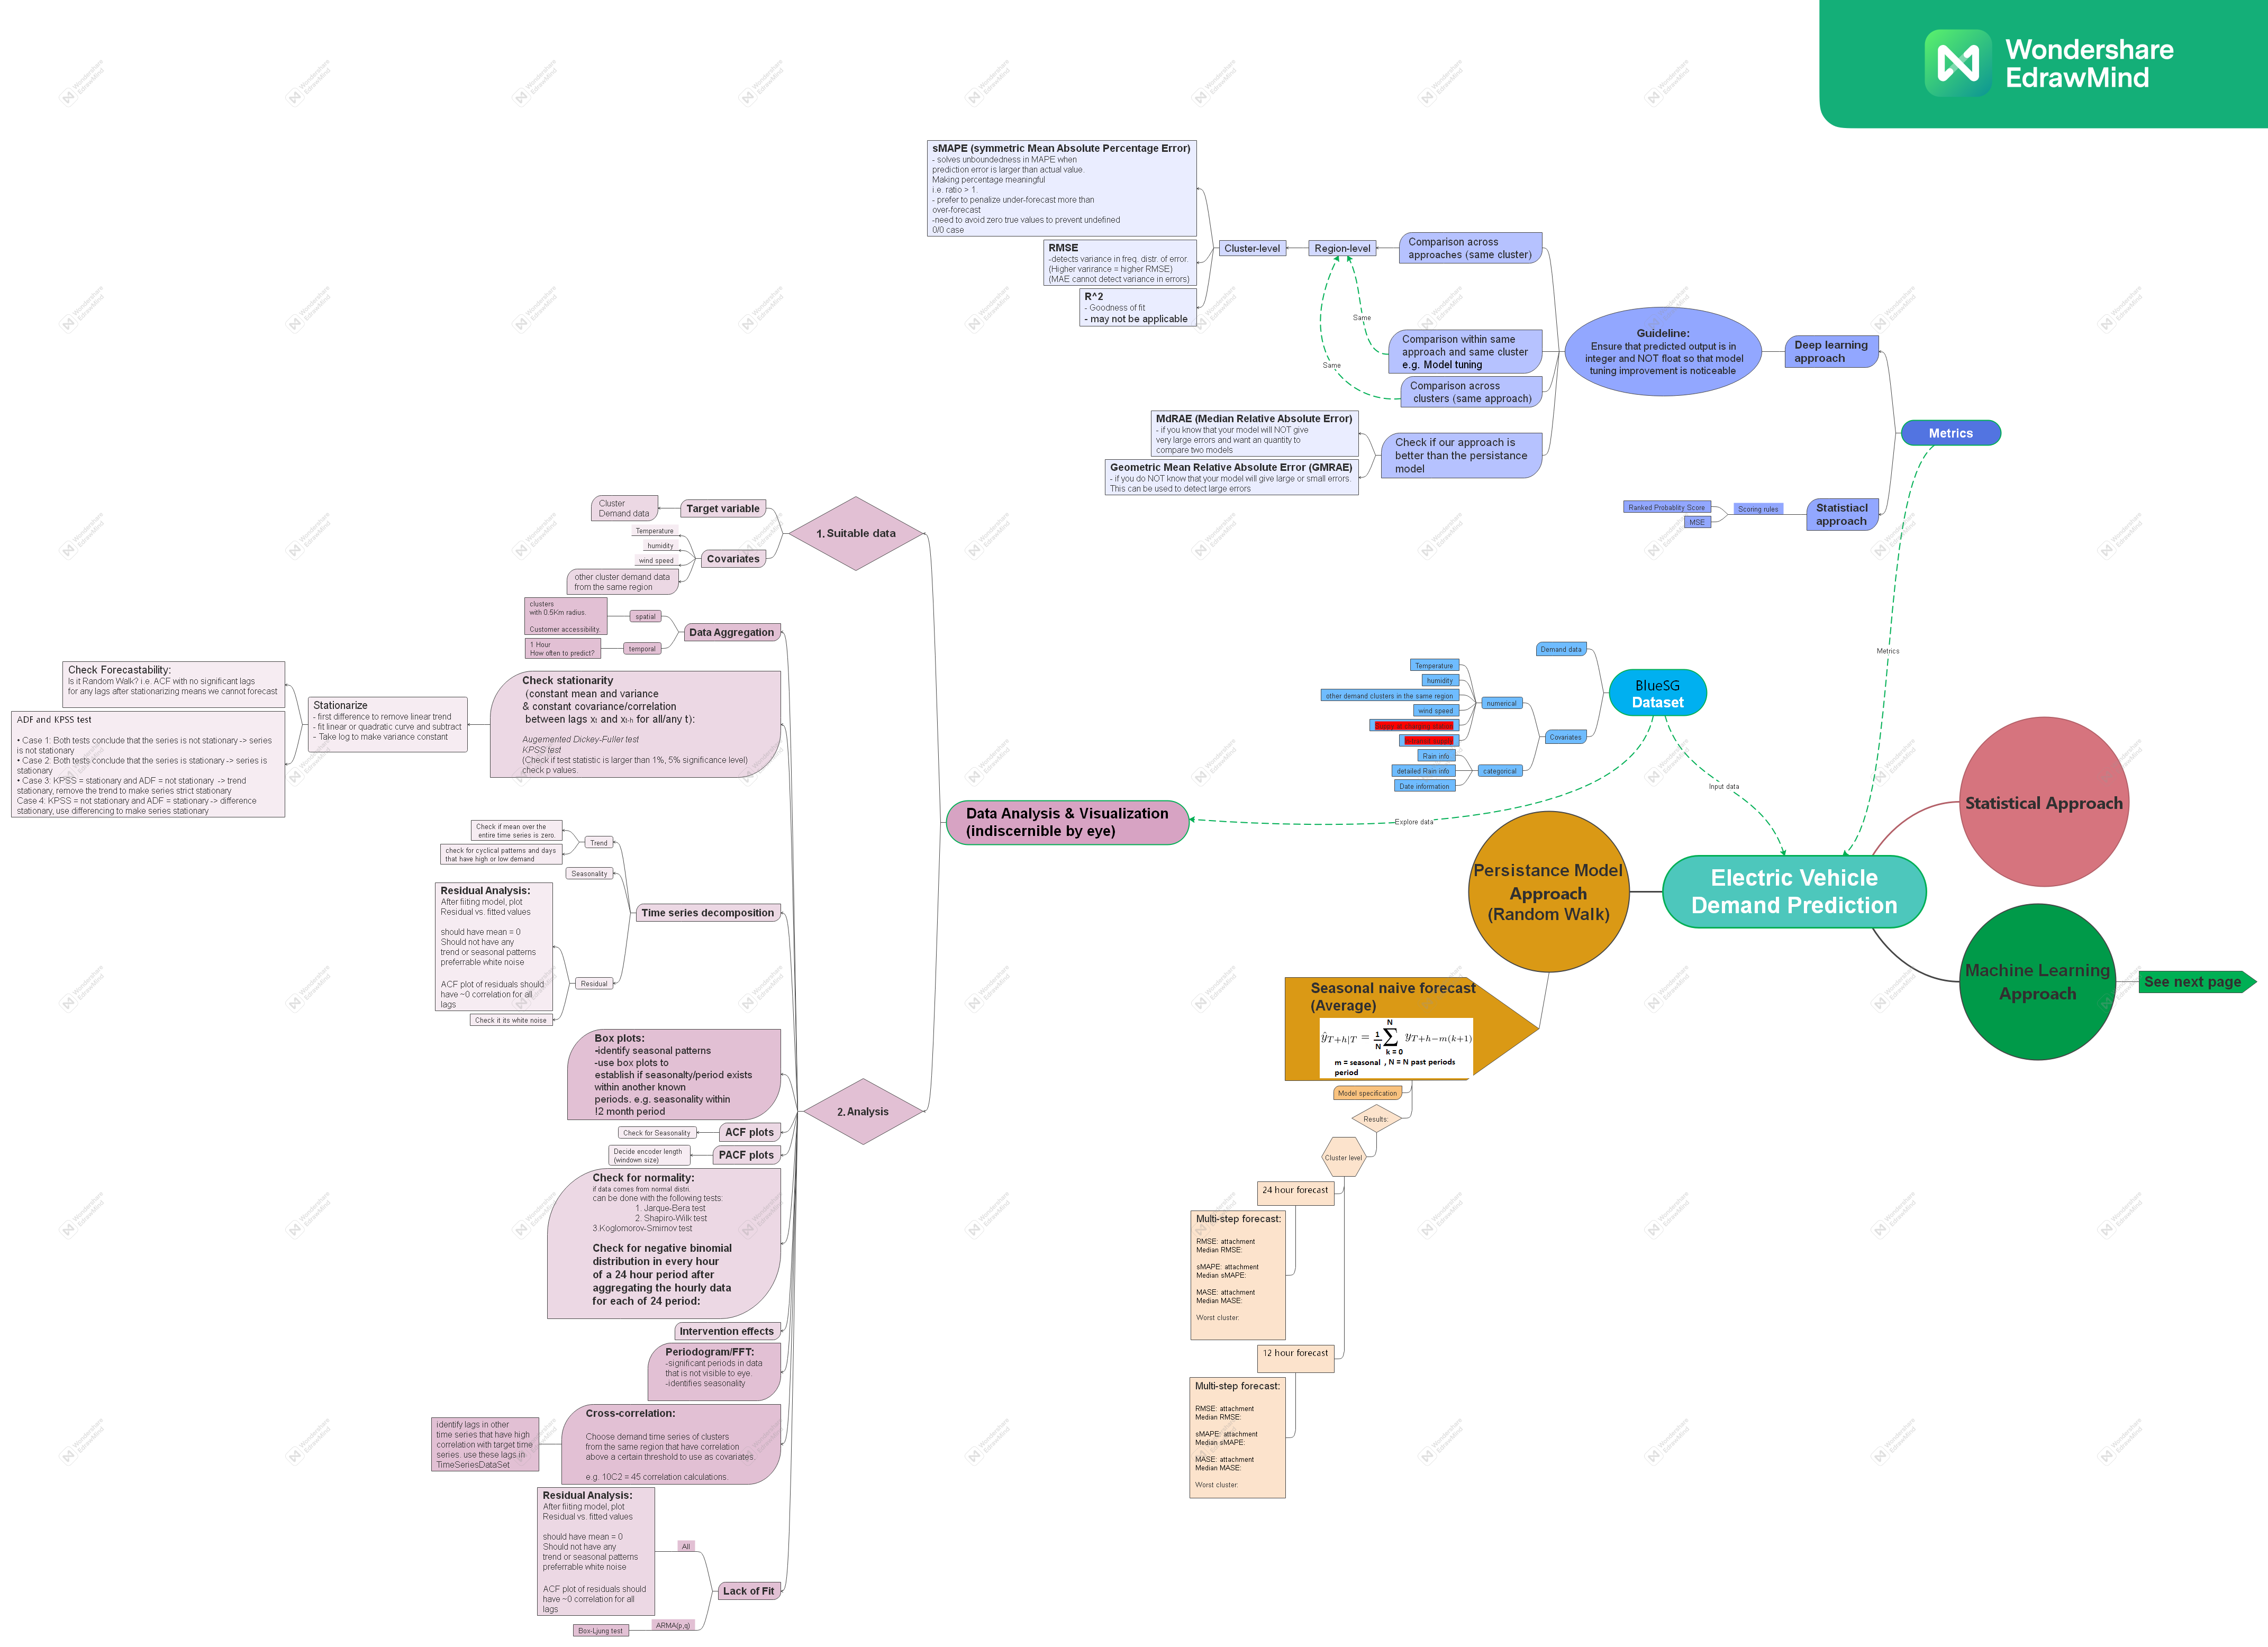 Wondershare
EdrawMind
sMAPE (symmetric Mean Absolute Percentage Error)
- solves unboundedness in MAPE when
prediction error is larger than actual value.
Making percentage meaningful
i.e. ratio > 1.
- prefer to penalize under-forecast more than
over-forecast
-need to avoid zero true values to prevent undefined
0/0 case
RMSE
-detects variance in freq. distr. of error.
(Higher varirance = higher RMSE)
(MAE cannot detect variance in errors)
R^2
- Goodness of fit
- may not be applicable
Cluster-level
Region-level
Comparison across
approaches (same cluster)
Same
Comparison within same
approach and same cluster
e.g. Model tuning
Same
Comparison across
clusters (same approach)
MdRAE (Median Relative Absolute Error)
- if you know that your model will NOT give
very large errors and want an quantity to
compare two models
Geometric Mean Relative Absolute Error (GMRAE)
- if you do NOT know that your model will give large or small errors.
This can be used to detect large errors
Check if our approach is
better than the persistance
model
Guideline:
Ensure that predicted output is in
integer and NOT float so that model
tuning improvement is noticeable
Deep learning
approach
Metrics
Ranked Probablity Score
MSE
Scoring rules
Statistiacl
approach
Metrics
Cluster
Demand data
Target variable
Temperature
humidity
wind speed
other cluster demand data
from the same region
Covariates
1. Suitable data
clusters
with 0.5Km radius.
Customer accessibility.
spatial
1 Hour
How often to predict?
temporal
Data Aggregation
Check Forecastability:
Is it Random Walk? i.e. ACF with no significant lags
for any lags after stationarizing means we cannot forecast
ADF and KPSS test
• Case 1: Both tests conclude that the series is not stationary -> series
is not stationary
• Case 2: Both tests conclude that the series is stationary -> series is
stationary
• Case 3: KPSS = stationary and ADF = not stationary -> trend
stationary, remove the trend to make series strict stationary
Case 4: KPSS = not stationary and ADF = stationary -> difference
stationary, use differencing to make series stationary
Stationarize
- first difference to remove linear trend
- fit linear or quadratic curve and subtract
- Take log to make variance constant
Check stationarity
(constant mean and variance
& constant covariance/correlation
between lags xt and xt-h for all/any t):
Augemented Dickey-Fuller test
KPSS test
(Check if test statistic is larger than 1%, 5% significance level)
check p values.
Check if mean over the
entire time series is zero.
check for cyclical patterns and days
that have high or low demand
Trend
Seasonality
Residual Analysis:
After fiiting model, plot
Residual vs. fitted values
should have mean = 0
Should not have any
trend or seasonal patterns
preferrable white noise
ACF plot of residuals should
have ~0 correlation for all
lags
Check it its white noise
Residual
Time series decomposition
Box plots:
-identify seasonal patterns
-use box plots to
establish if seasonalty/period exists
within another known
periods. e.g. seasonality within
!2 month period
Check for Seasonality
ACF plots
Decide encoder length
(windown size)
PACF plots
2. Analysis
Check for normality:
if data comes from normal distri.
can be done with the following tests:
1. Jarque-Bera test
2. Shapiro-Wilk test
3.Koglomorov-Smirnov test
Check for negative binomial
distribution in every hour
of a 24 hour period after
aggregating the hourly data
for each of 24 period:
Intervention effects
Periodogram/FFT:
-significant periods in data
that is not visible to eye.
-identifies seasonality
identify lags in other
time series that have high
correlation with target time
series. use these lags in
TimeSeriesDataSet
Cross-correlation:
Choose demand time series of clusters
from the same region that have correlation
above a certain threshold to use as covariates.
e.g. 10C2 = 45 correlation calculations.
Residual Analysis:
After fiiting model, plot
Residual vs. fitted values
should have mean = 0
Should not have any
trend or seasonal patterns
preferrable white noise
ACF plot of residuals should
have ~0 correlation for all
lags
All
Box-Ljung test
ARMA(p,q)
Lack of Fit
Data Analysis & Visualization
(indiscernible by eye)
Explore data
Demand data
Temperature
humidity
other demand clusters in the same region
wind speed
numerical
Rain info
detailed Rain info
Date information
categorical
Covariates
BlueSG
Dataset
Input data
Persistance Model
Approach
(Random Walk)
Electric Vehicle
Demand Prediction
Statistical Approach
Machine Learning
Approach
See next page
Seasonal naive forecast
(Average)
ŷT+h|T = 1/N N∑k = 0 yT+h−m(k+1)
m = seasonal , N = N past periods
period
Model specification
Results:
Cluster level
24 hour forecast
Multi-step forecast:
RMSE: attachment
Median RMSE:
sMAPE: attachment
Median sMAPE:
MASE: attachment
Median MASE:
Worst cluster:
12 hour forecast
Multi-step forecast:
RMSE: attachment
Median RMSE:
sMAPE: attachment
Median sMAPE:
MASE: attachment
Median MASE:
Worst cluster: